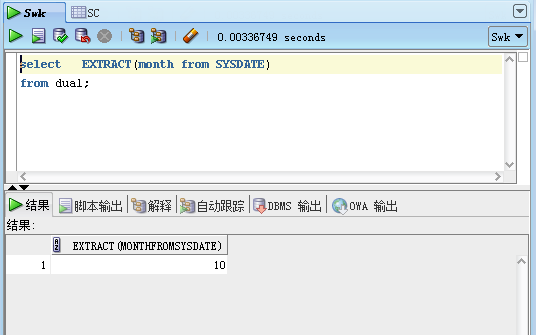 Swk SC
0.00336749 seconds Swk
select EXTRACT(month from SYSDATE)
from dual;
结果 脚本输出 解释 自动跟踪 DBMS 输出 OWA 输出
结果:
EXTRACT(MONTHFROMSYSDATE)
1 10